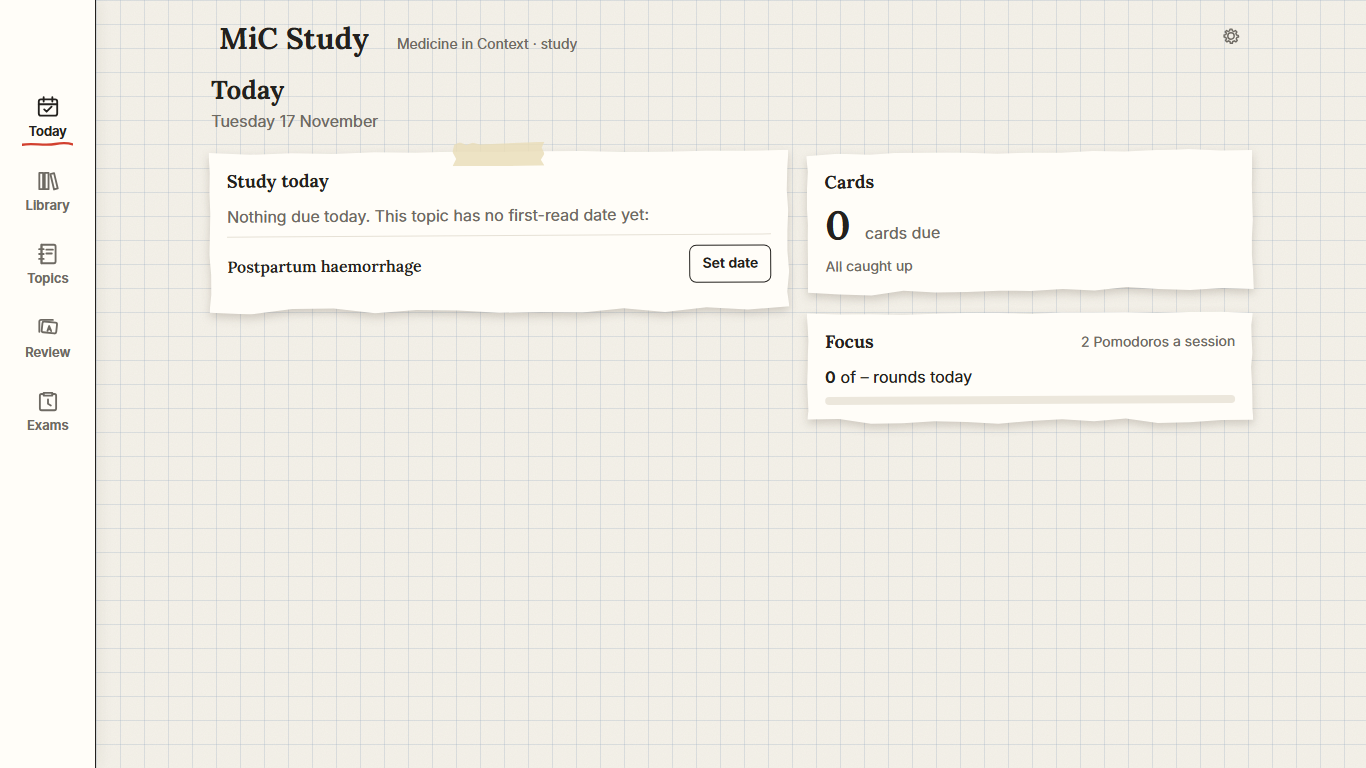 MiC Study
Medicine in Context · study
Today
Tuesday 17 November
Today
Library
Topics
Review
Exams
Study today
Nothing due today. This topic has no first-read date yet:
Postpartum haemorrhage
Set date
Cards
0 cards due
All caught up
Focus
2 Pomodoros a session
0 of – rounds today